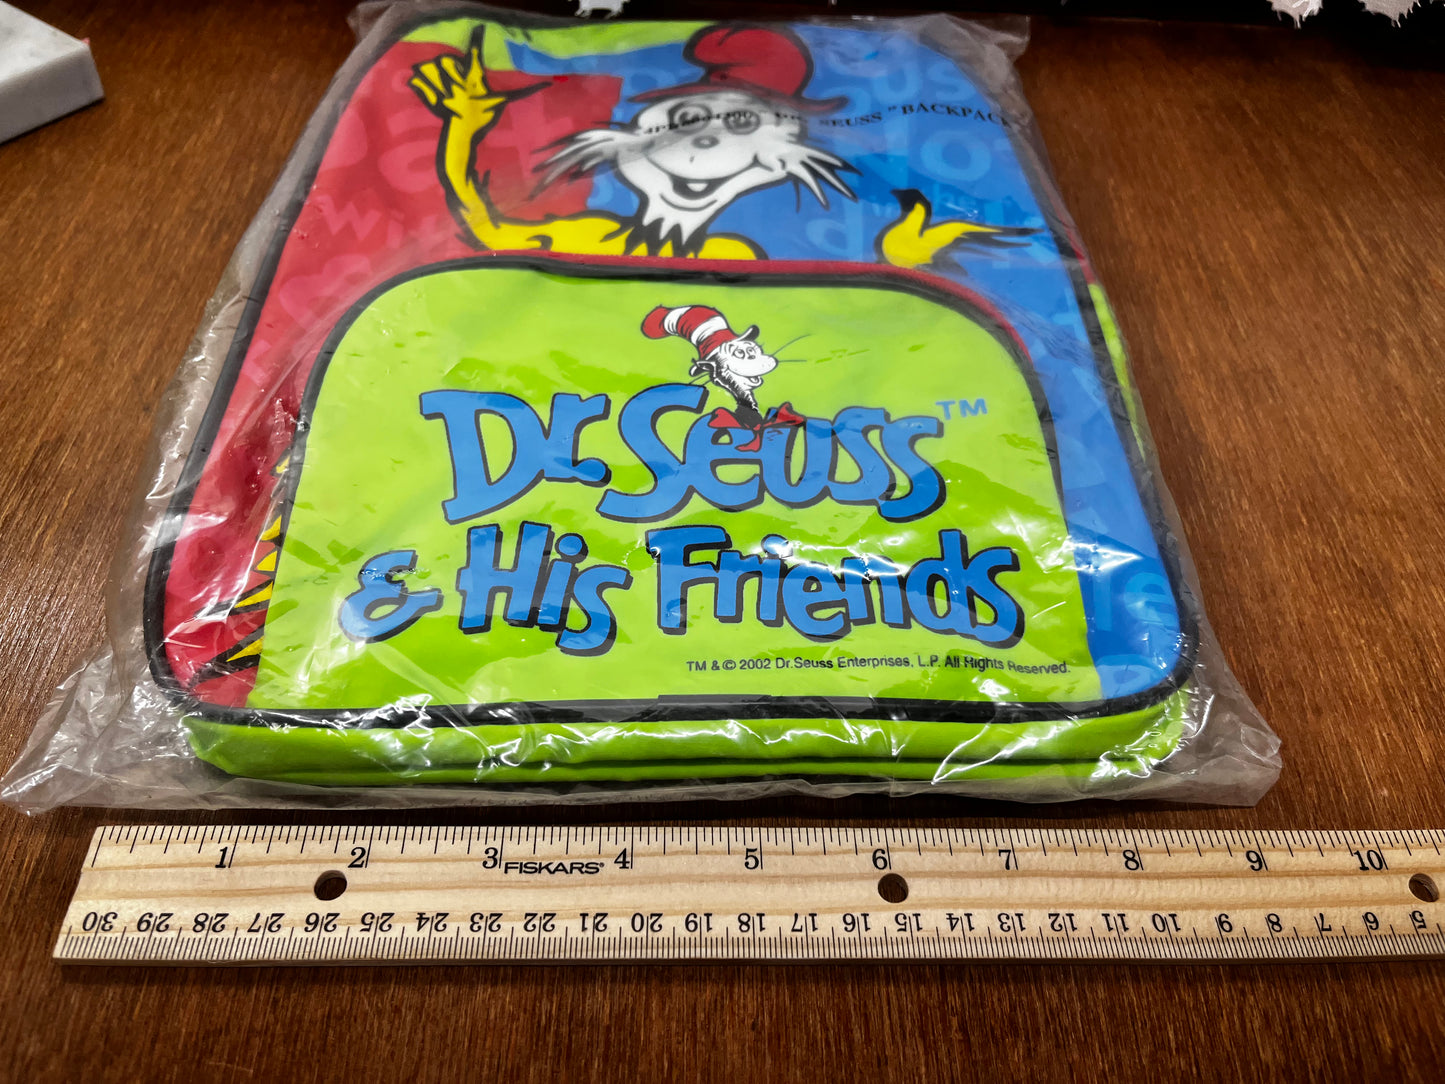 SEUSS " BACKPACK
Dr. Seuss™
& His Friends
TM & © 2002 Dr. Seuss Enterprises, L.P. All Rights Reserved.
1 2 3 4 5 6 7 8 9 10
FISKARS®
30 29 28 27 26 25 24 23 22 21 20 19 18 17 16 15 14 13 12 11 10 9 8 7 6 5